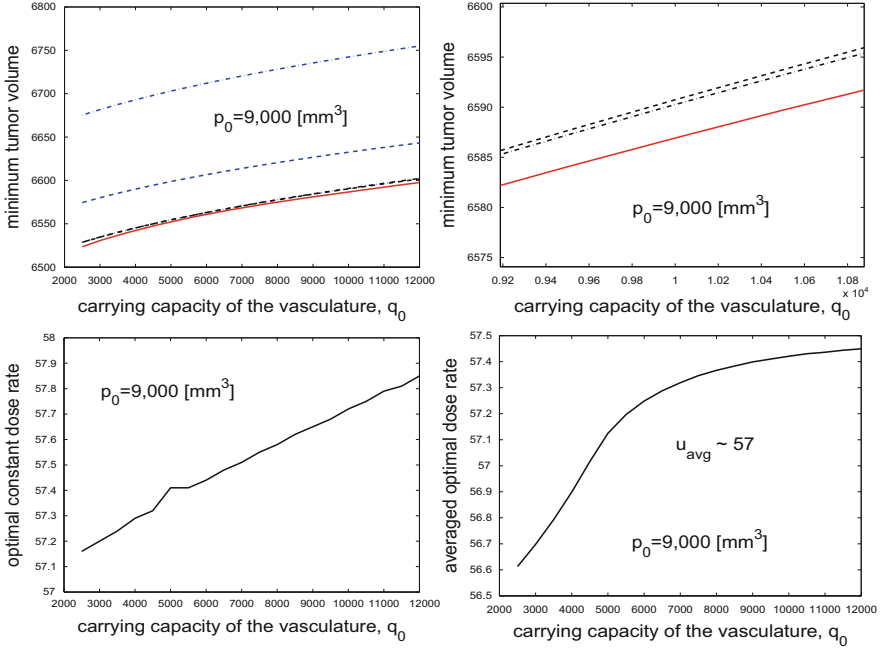 6800
6750
6700
6650
6600
6550
6500
minimum tumor volume
p0=9,000 [mm3]
2000 3000 4000 5000 6000 7000 8000 9000 10000 11000 12000
carrying capacity of the vasculature, q0
6600
6595
6590
6585
6580
6575
minimum tumor volume
p0=9,000 [mm3]
0.92 0.94 0.96 0.98 1 1.02 1.04 1.06 1.08
x 10^4
carrying capacity of the vasculature, q0
58
57.9
57.8
57.7
57.6
57.5
57.4
57.3
57.2
57.1
57
optimal constant dose rate
p0=9,000 [mm3]
2000 3000 4000 5000 6000 7000 8000 9000 10000 11000 12000
carrying capacity of the vasculature, q0
57.5
57.4
57.3
57.2
57.1
57
56.9
56.8
56.7
56.6
56.5
averaged optimal dose rate
uavg ~ 57
p0=9,000 [mm3]
2000 3000 4000 5000 6000 7000 8000 9000 10000 11000 12000
carrying capacity of the vasculature, q0